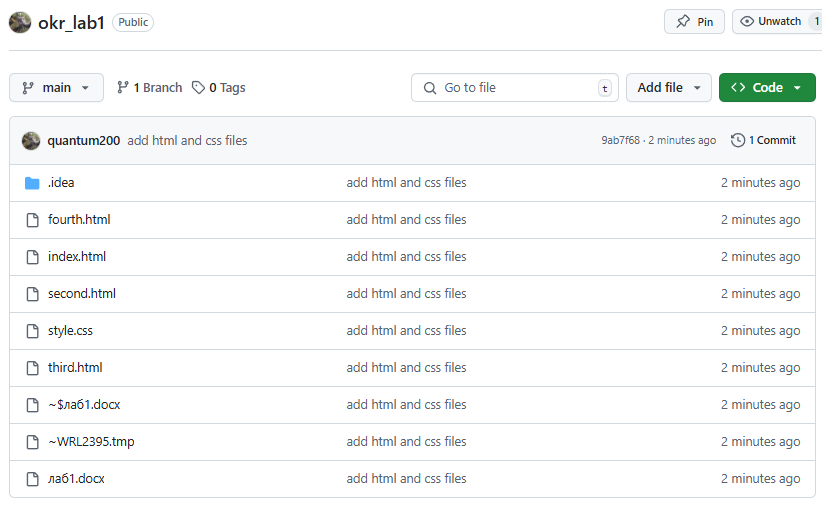 okr_lab1 Public Pin Unwatch 1
main 1 Branch 0 Tags Go to file t Add file Code
quantum200 add html and css files 9ab7f68 · 2 minutes ago 1 Commit
.idea add html and css files 2 minutes ago
fourth.html add html and css files 2 minutes ago
index.html add html and css files 2 minutes ago
second.html add html and css files 2 minutes ago
style.css add html and css files 2 minutes ago
third.html add html and css files 2 minutes ago
~$лаб1.docx add html and css files 2 minutes ago
~WRL2395.tmp add html and css files 2 minutes ago
лаб1.docx add html and css files 2 minutes ago